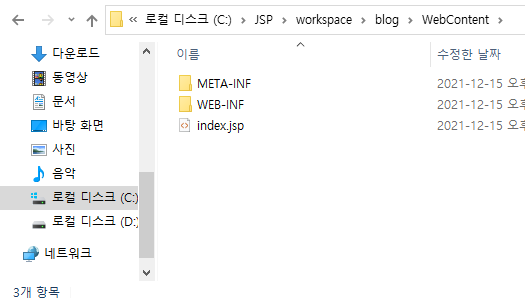 « 로컬 디스크 (C:) › JSP › workspace › blog › WebContent ›
이름 수정한 날짜
다운로드
동영상
문서
바탕 화면
사진
음악
로컬 디스크 (C:)
로컬 디스크 (D:)
네트워크
META-INF 2021-12-15 오후
WEB-INF 2021-12-15 오후
index.jsp 2021-12-15 오후
3개 항목